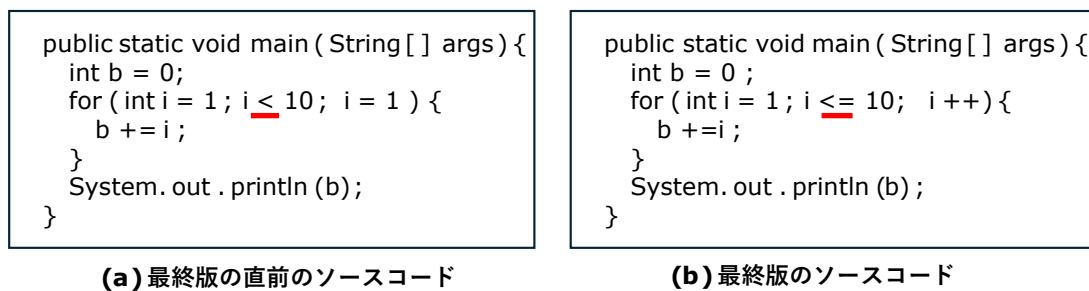 public static void main ( String [ ] args ) {
int b = 0;
for ( int i = 1 ; i < 10 ; i = 1 ) {
b += i ;
}
System. out . println (b) ;
}
(a) 最終版の直前のソースコード
public static void main ( String [ ] args ) {
int b = 0 ;
for ( int i = 1 ; i <= 10; i ++) {
b +=i ;
}
System. out . println (b) ;
}
(b) 最終版のソースコード